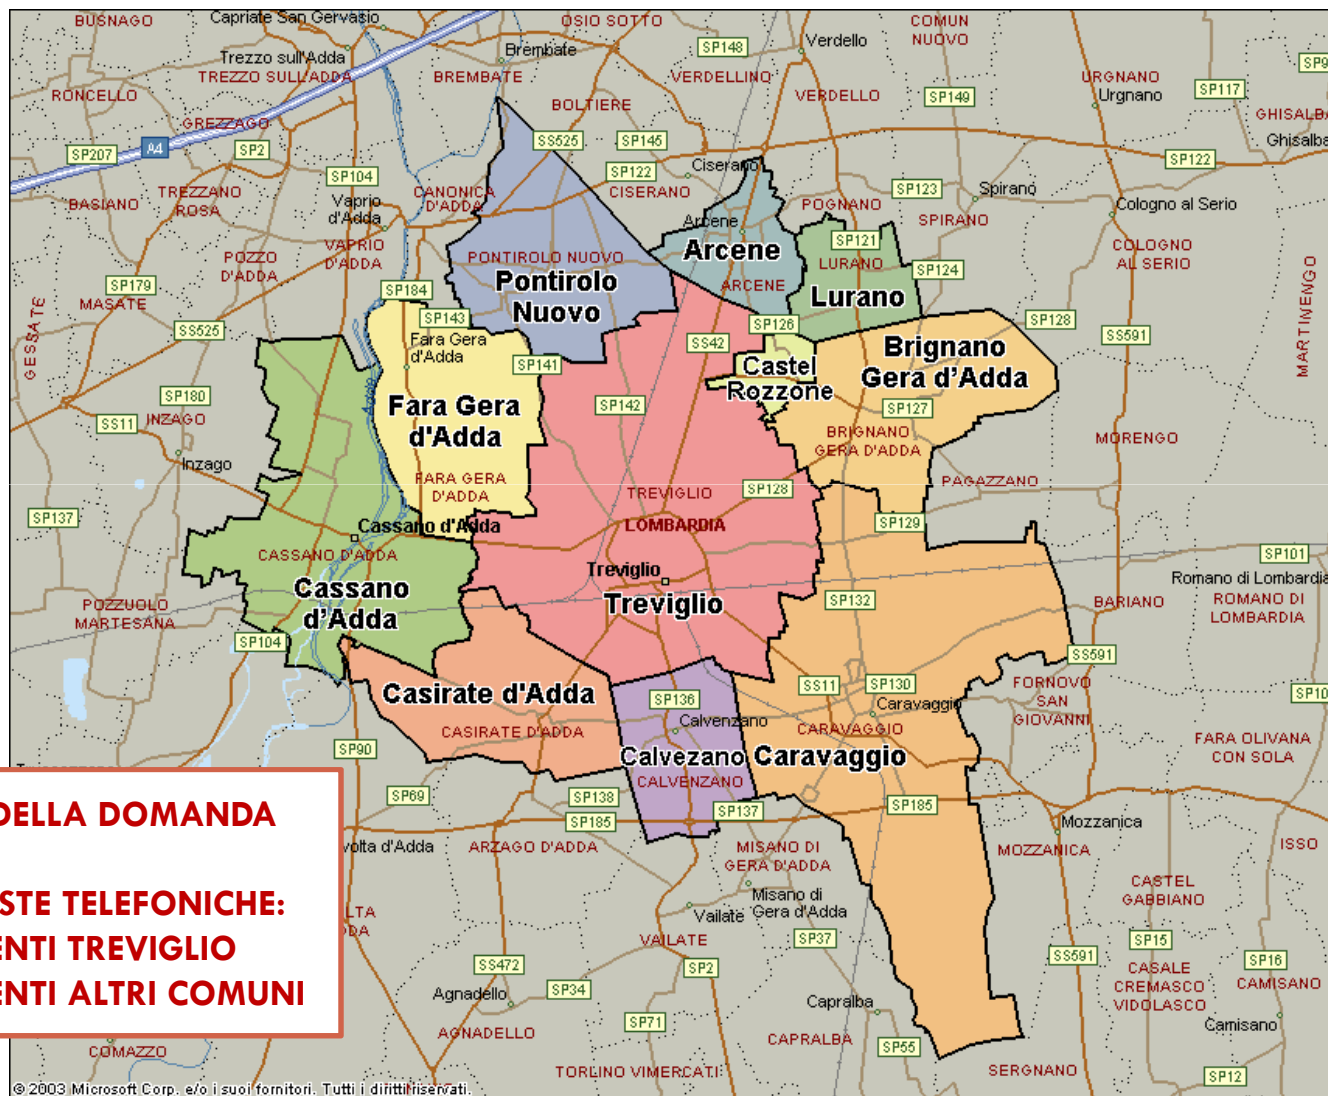 BUSNAGO
Capriate San Gervasio
OSIO SOTTO
COMUN
NUOVO
Trezzo sull'Adda
TREZZO SULL'ADDA
Brembate
BREMBATE
SP148
Verdello
VERDELLINO
VERDELLO
SP149
URGNANO
Urgnano
SP117
GHISALBA
Ghisalba
RONCELLO
GREZZAGO
BOLTIERE
A4
SP207
SP2
SS525
SP145
SP122
Ciserano
CISERANO
SP122
SP104
TREZZANO
ROSA
BASIANO
Vaprio
d'Adda
CANONICA
D'ADDA
SP123
Spirano
SPIRANO
POGNANO
Cologno al Serio
COLOGNO
AL SERIO
POZZO
D'ADDA
VAPRIO
D'ADDA
PONTIROLO NUOVO
Pontirolo
Nuovo
Arcene
Arcene
ARCENE
SP121
LURANO
Lurano
SP124
MARTINENGO
SP179
MASATE
GESSATE
SP184
SP143
SS525
Fara Gera
d'Adda
SP141
SS42
SP126
SP128
SS591
Castel
Rozzone
Brignano
Gera d'Adda
SP127
BRIGNANO
GERA D'ADDA
SP180
INZAGO
SS11
Inzago
Fara Gera
d'Adda
FARA GERA
D'ADDA
SP142
MORENGO
PAGAZZANO
TREVIGLIO
SP128
LOMBARDIA
SP129
SP137
Cassano d'Adda
CASSANO D'ADDA
Cassano
d'Adda
Treviglio
Treviglio
SP132
SP101
Romano di Lombardia
ROMANO DI
LOMBARDIA
BARIANO
POZZUOLO
MARTESANA
SP104
SS591
Casirate d'Adda
CASIRATE D'ADDA
SP136
Calvenzano
Calvezano
CALVENZANO
SS11
SP130
Caravaggio
CARAVAGGIO
Caravaggio
FORNOVO
SAN
GIOVANNI
SP10
FARA OLIVANA
CON SOLA
SP90
SP69
SP138
SP185
SP137
SP185
DELLA DOMANDA
STE TELEFONICHE:
ENTI TREVIGLIO
ENTI ALTRI COMUNI
volta d'Adda
ARZAGO D'ADDA
MISANO DI
GERA D'ADDA
Misano di
Gera d'Adda
Mozzanica
MOZZANICA
ISSO
CASTEL
GABBIANO
Vailate
VAILATE
SP37
SP15
SS472
SP2
SS591
SP16
CASALE
CREMASCO
VIDOLASCO
CAMISANO
Camisano
Agnadello
SP34
AGNADELLO
SP71
Capralba
CAPRALBA
SP55
COMAZZO
TORLINO VIMERCATI
SERGNANO
SP12
© 2003 Microsoft Corp. e/o i suoi fornitori. Tutti i diritti riservati.